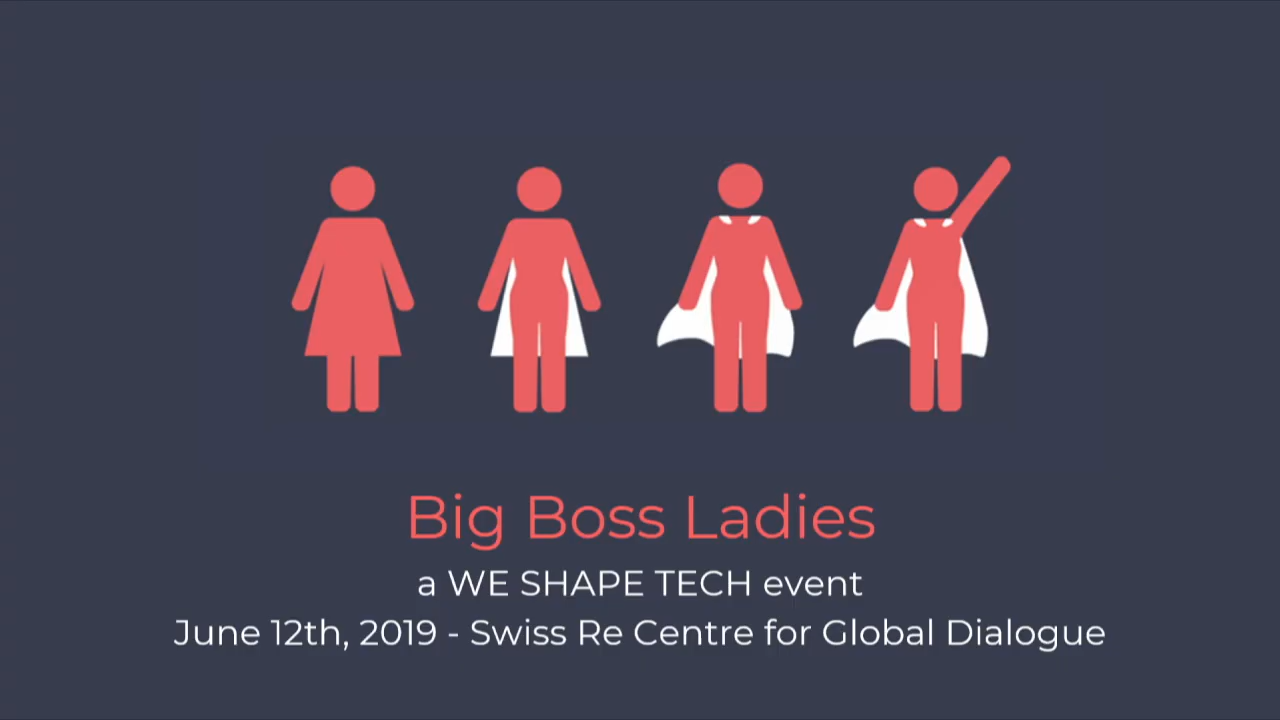 Big Boss Ladies
a WE SHAPE TECH event
June 12th, 2019 - Swiss Re Centre for Global Dialogue